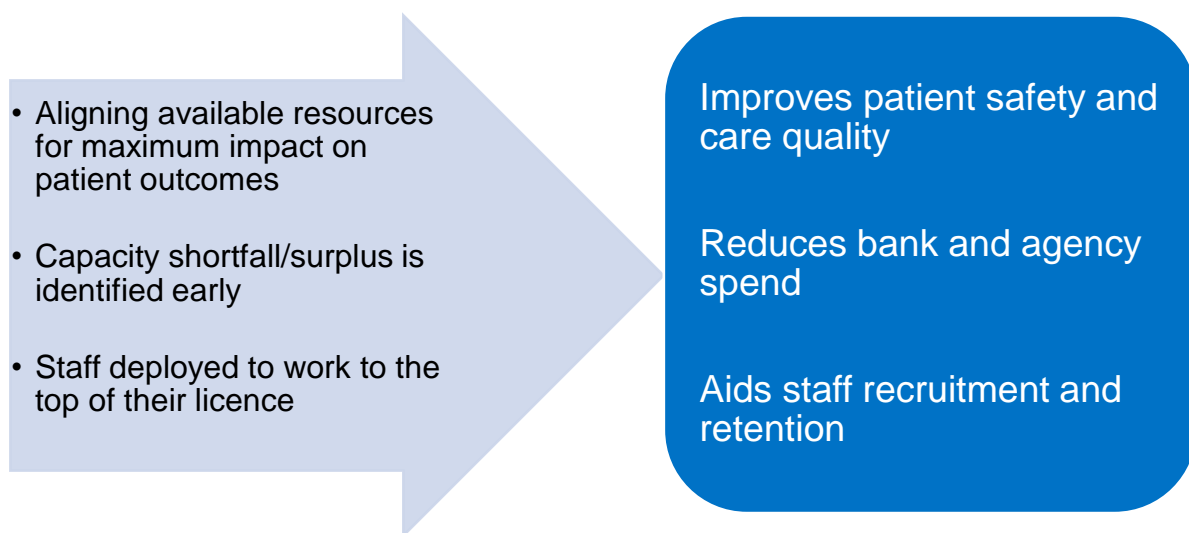 • Aligning available resources
for maximum impact on
patient outcomes
• Capacity shortfall/surplus is
identified early
• Staff deployed to work to the
top of their licence
Improves patient safety and
care quality
Reduces bank and agency
spend
Aids staff recruitment and
retention